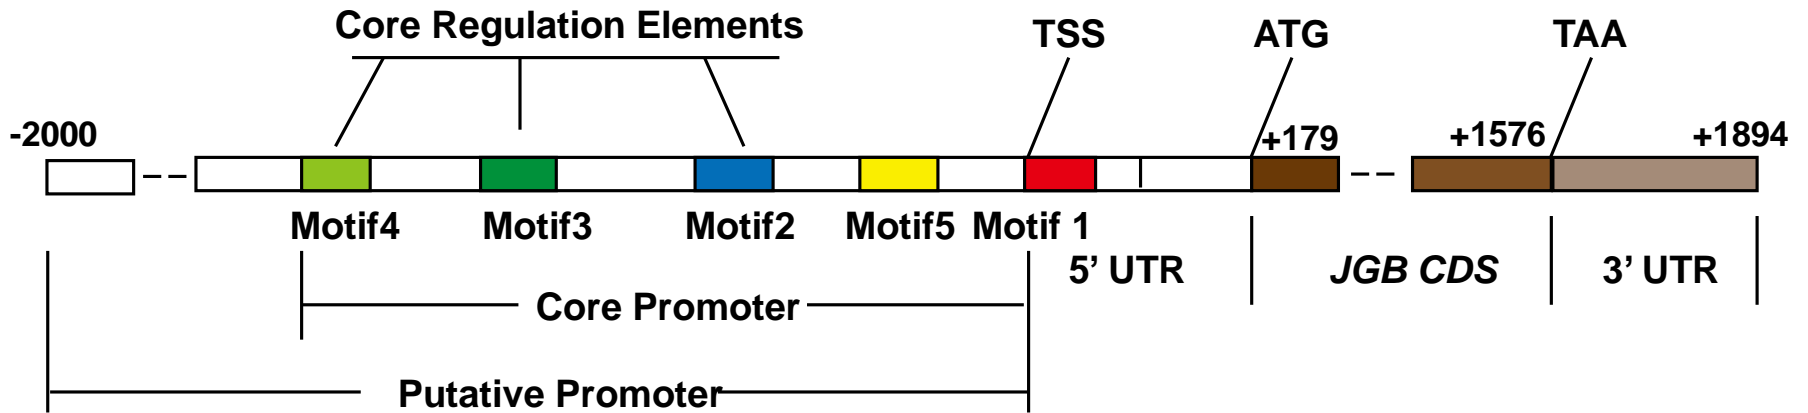 Core Regulation Elements
TSS
ATG
TAA
-2000
+179
+1576
+1894
Motif4
Motif3
Motif2
Motif5
Motif 1
5’ UTR
JGB CDS
3’ UTR
Core Promoter
Putative Promoter